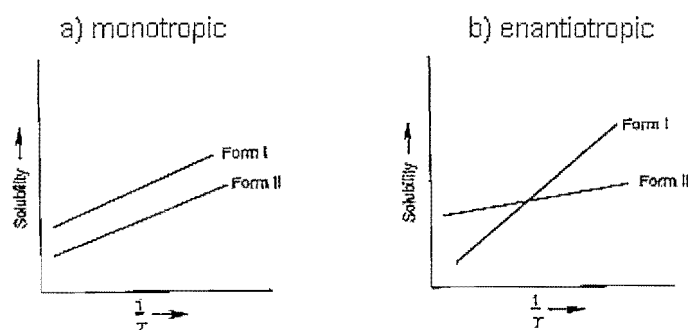 a) monotropic
Solubility
Form I
Form II
1
T
b) enantiotropic
Solubility
Form I
Form II
1
T